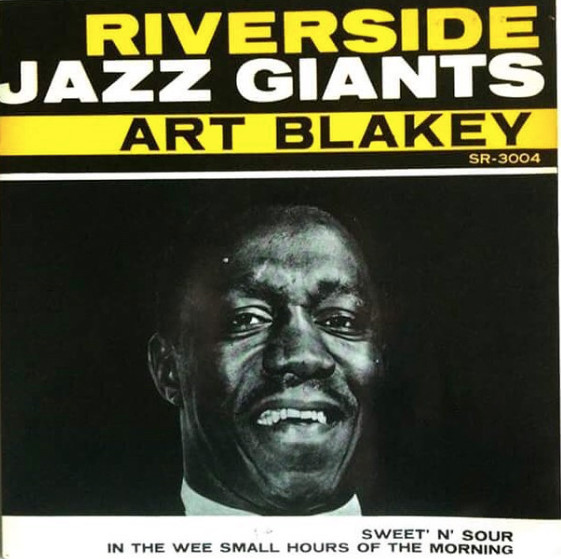 RIVERSIDE
JAZZ GIANTS
ART BLAKEY
SR-3004
SWEET' N' SOUR
IN THE WEE SMALL HOURS OF THE MORNING